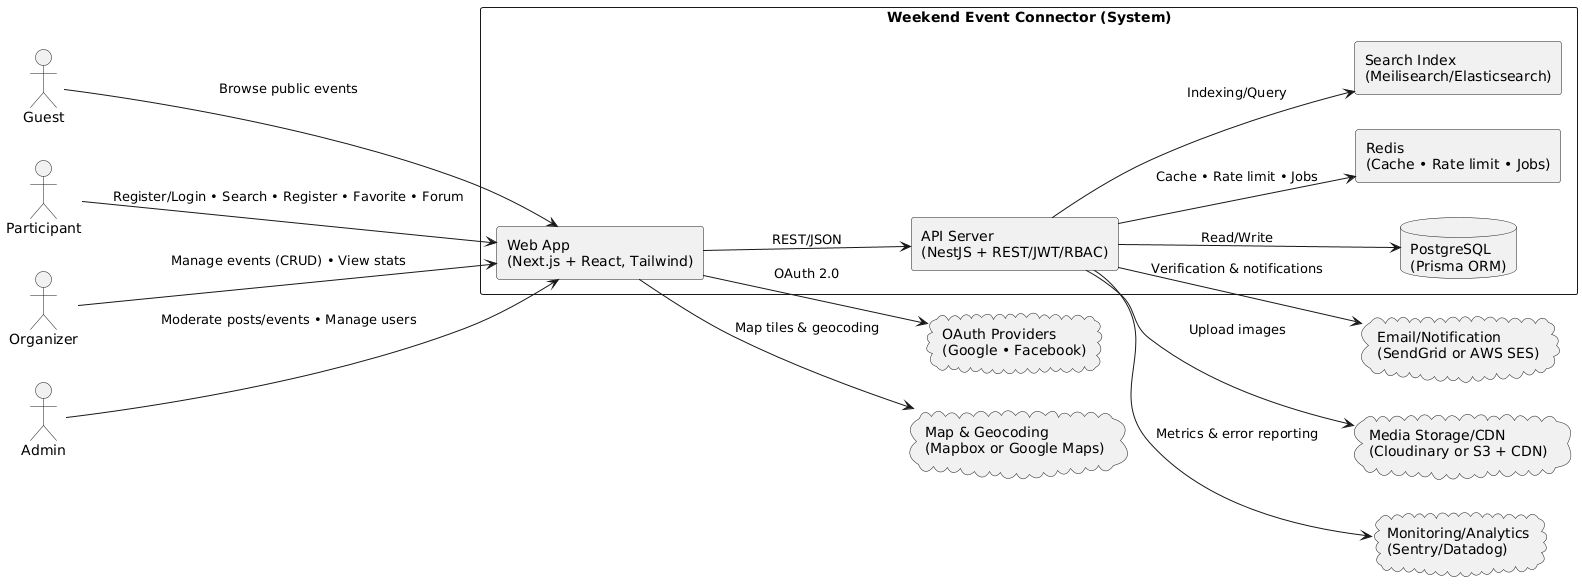 Weekend Event Connector (System)
Guest
Browse public events
Participant
Register/Login • Search • Register • Favorite • Forum
Organizer
Manage events (CRUD) • View stats
Admin
Moderate posts/events • Manage users
Web App
(Next.js + React, Tailwind)
REST/JSON
OAuth 2.0
Map tiles & geocoding
API Server
(NestJS + REST/JWT/RBAC)
OAuth Providers
(Google • Facebook)
Map & Geocoding
(Mapbox or Google Maps)
Indexing/Query
Cache • Rate limit • Jobs
Read/Write
Verification & notifications
Upload images
Metrics & error reporting
Search Index
(Meilisearch/Elasticsearch)
Redis
(Cache • Rate limit • Jobs)
PostgreSQL
(Prisma ORM)
Email/Notification
(SendGrid or AWS SES)
Media Storage/CDN
(Cloudinary or S3 + CDN)
Monitoring/Analytics
(Sentry/Datadog)